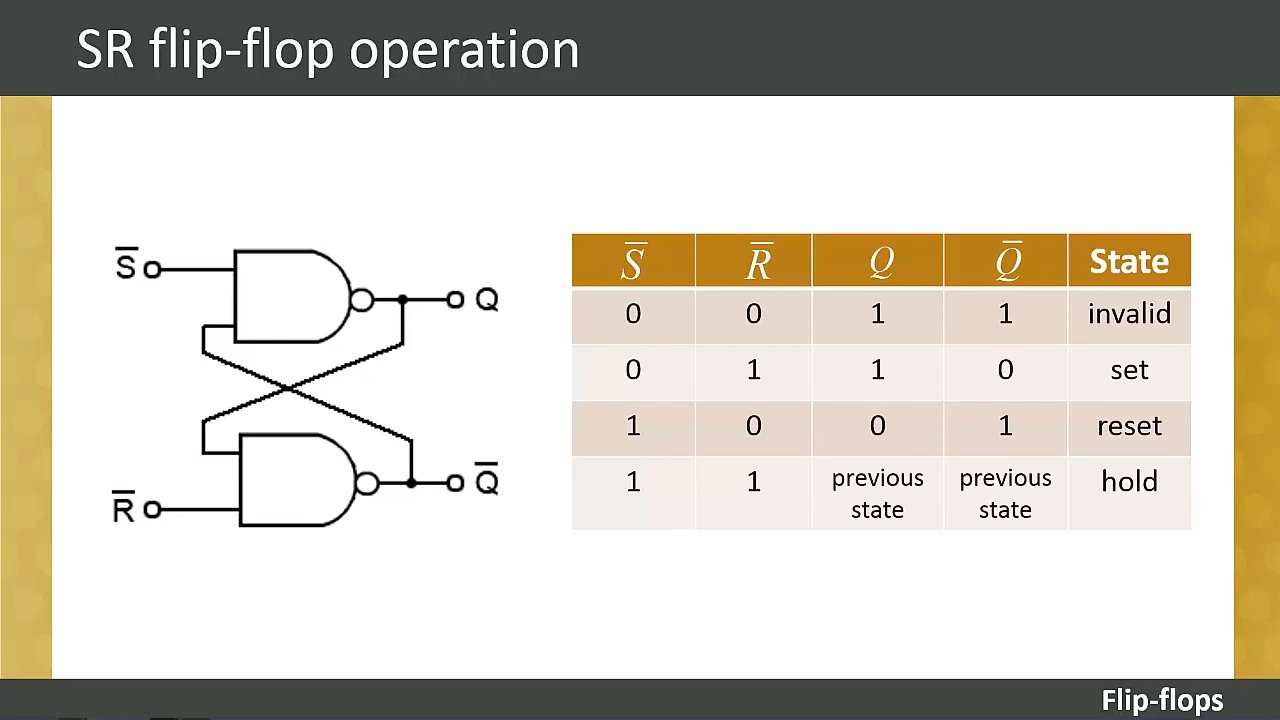 SR flip-flop operation
S̅
Q
R̅
Q̅
S̅ R̅ Q Q̅ State
0 0 1 1 invalid
0 1 1 0 set
1 0 0 1 reset
1 1 previous state previous state hold
Flip-flops